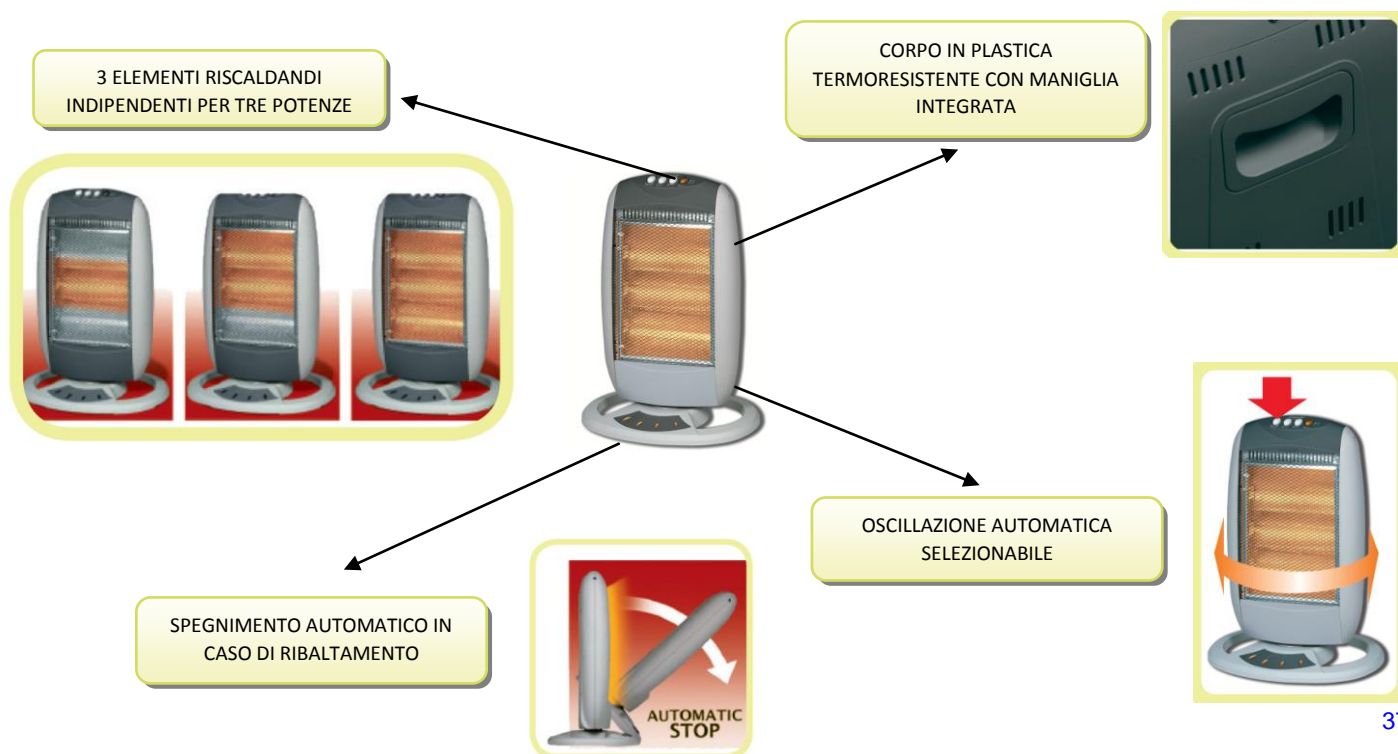 3 ELEMENTI RISCALDANDI
INDIPENDENTI PER TRE POTENZE
CORPO IN PLASTICA
TERMORESISTENTE CON MANIGLIA
INTEGRATA
OSCILLAZIONE AUTOMATICA
SELEZIONABILE
SPEGNIMENTO AUTOMATICO IN
CASO DI RIBALTAMENTO
AUTOMATIC
STOP